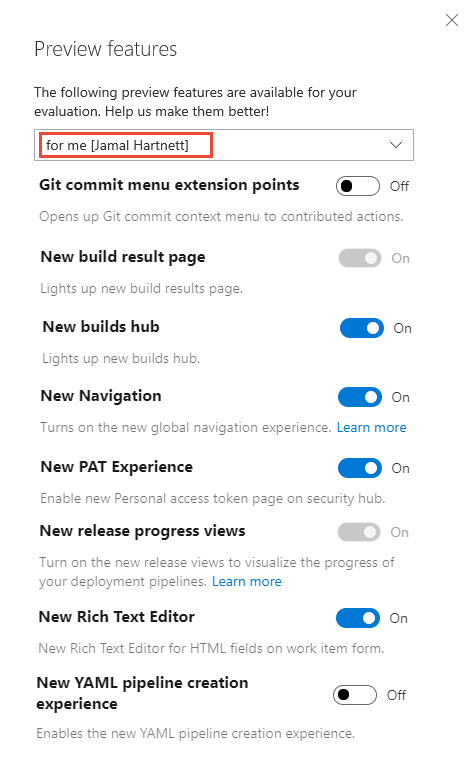 Preview features
The following preview features are available for your
evaluation. Help us make them better!
for me [Jamal Hartnett]
Git commit menu extension points Off
Opens up Git commit context menu to contributed actions.
New build result page On
Lights up new build results page.
New builds hub On
Lights up new builds hub.
New Navigation On
Turns on the new global navigation experience. Learn more
New PAT Experience On
Enable new Personal access token page on security hub.
New release progress views On
Turn on the new release views to visualize the progress of
your deployment pipelines. Learn more
New Rich Text Editor On
New Rich Text Editor for HTML fields on work item form.
New YAML pipeline creation
experience Off
Enables the new YAML pipeline creation experience.